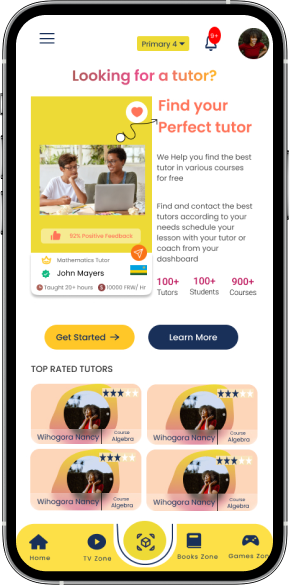 Primary 4
9+
Looking for a tutor?
Find your
Perfect tutor
We Help you find the best
tutor in various courses
for free
92% Positive Feedback
Find and contact the best
tutors according to your
needs schedule your
lesson with your tutor or
coach from your
dashboard
Mathematics Tutor
John Mayers
Taught 20+ hours
$ 10000 FRW/ Hr
100+
Tutors
100+
Students
900+
Courses
Get Started →
Learn More
TOP RATED TUTORS
Wihogora Nancy
Course
Algebra
Wihogora Nancy
Course
Algebra
Wihogora Nancy
Course
Algebra
Wihogora Nancy
Course
Algebra
Home
TV Zone
Books Zone
Games Zon